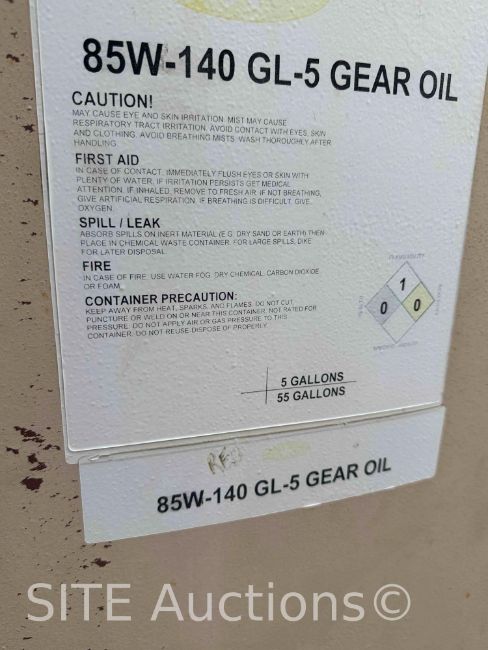 85W-140 GL-5 GEAR OIL
CAUTION!
MAY CAUSE EYE AND SKIN IRRITATION. MIST MAY CAUSE
RESPIRATORY TRACT IRRITATION. AVOID CONTACT WITH EYES, SKIN
AND CLOTHING. AVOID BREATHING MISTS. WASH THOROUGHLY AFTER
HANDLING
FIRST AID
IN CASE OF CONTACT, IMMEDIATELY FLUSH EYES OR SKIN WITH
PLENTY OF WATER, IF IRRITATION PERSISTS GET MEDICAL
ATTENTION. IF INHALED, REMOVE TO FRESH AIR. IF NOT BREATHING,
GIVE ARTIFICIAL RESPIRATION. IF BREATHING IS DIFFICULT, GIVE
OXYGEN.
SPILL / LEAK
ABSORB SPILLS ON INERT MATERIAL (E.G. DRY SAND OR EARTH) THEN
PLACE IN CHEMICAL WASTE CONTAINER. FOR LARGE SPILLS, DIKE
FOR LATER DISPOSAL.
FIRE
IN CASE OF FIRE: USE WATER FOG, DRY CHEMICAL, CARBON DIOXIDE
OR FOAM.
CONTAINER PRECAUTION:
KEEP AWAY FROM HEAT, SPARKS, AND FLAMES. DO NOT CUT,
PUNCTURE OR WELD ON OR NEAR THIS CONTAINER. NOT RATED FOR
PRESSURE. DO NOT APPLY AIR OR GAS PRESSURE TO THIS
CONTAINER. DO NOT REUSE. DISPOSE OF PROPERLY.
FLAMMABILITY
1
HEALTH
0
0
5 GALLONS
55 GALLONS
85W-140 GL-5 GEAR OIL
SITE Auctions©